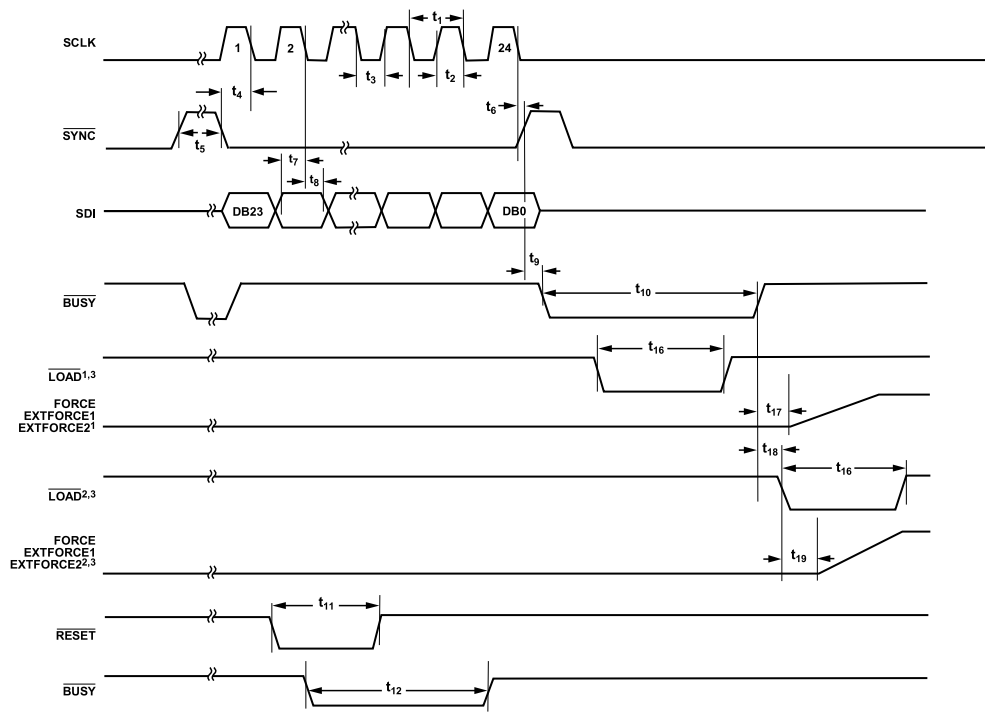 t1
SCLK
1
2
24
t3
t2
t4
t6
SYNC
t5
t7
t8
SDI
DB23
DB0
t9
BUSY
t10
LOAD1,3
t16
FORCE
EXTFORCE1
EXTFORCE21
t17
t18
LOAD2,3
t16
FORCE
EXTFORCE1
EXTFORCE22,3
t19
t11
RESET
BUSY
t12